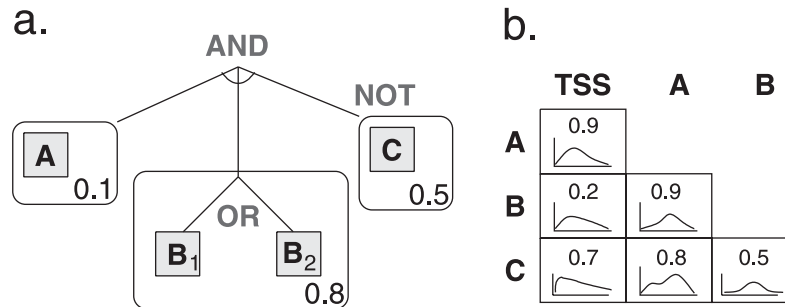 a.
AND
NOT
A
0.1
C
0.5
OR
B1
B2
0.8
b.
TSS A B
A 0.9
B 0.2 0.9
C 0.7 0.8 0.5